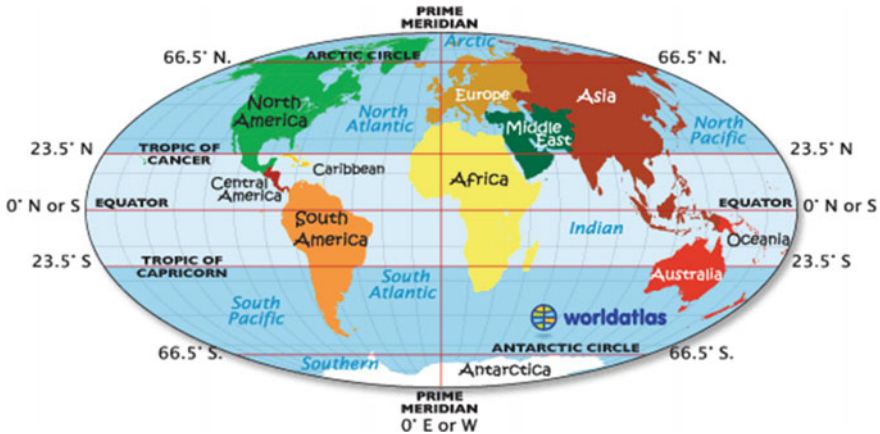 PRIME
MERIDIAN
Arctic
66.5° N.
ARCTIC CIRCLE
66.5° N.
North
America
North
Atlantic
Europe
Asia
Middle
East
North
Pacific
23.5° N
TROPIC OF
CANCER
23.5° N
Caribbean
Central
America
Africa
0° N or S
EQUATOR
EQUATOR
0° N or S
South
America
Indian
Oceania
23.5° S
TROPIC OF
CAPRICORN
23.5° S
South
Atlantic
Australia
South
Pacific
worldatlas
66.5° S.
ANTARCTIC CIRCLE
66.5° S.
Southern
Antarctica
PRIME
MERIDIAN
0° E or W